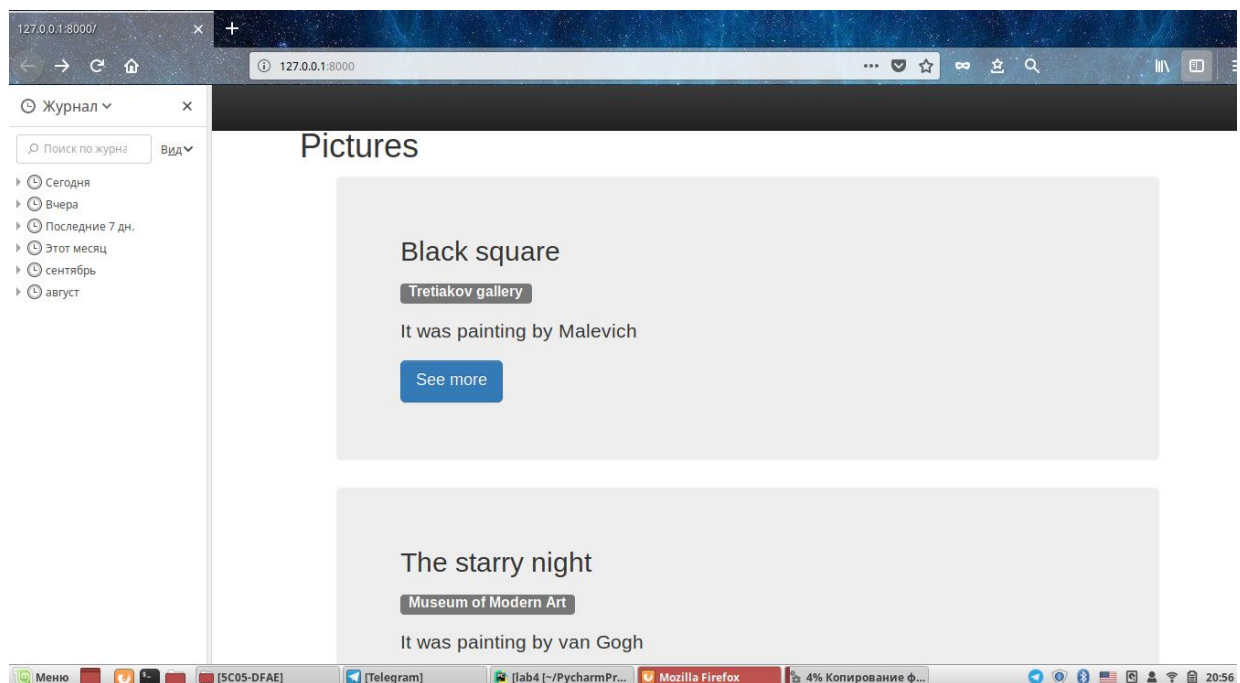 127.0.0.1:8000/
127.0.0.1:8000
Журнал
Поиск по журна
Вид
Сегодня
Вчера
Последние 7 дн.
Этот месяц
сентябрь
август
Pictures
Black square
Tretiakov gallery
It was painting by Malevich
See more
The starry night
Museum of Modern Art
It was painting by van Gogh
Меню [5C05-DFAE] [Telegram] [lab4 [~/PycharmPr... Mozilla Firefox 4% Копирование ф... 20:56